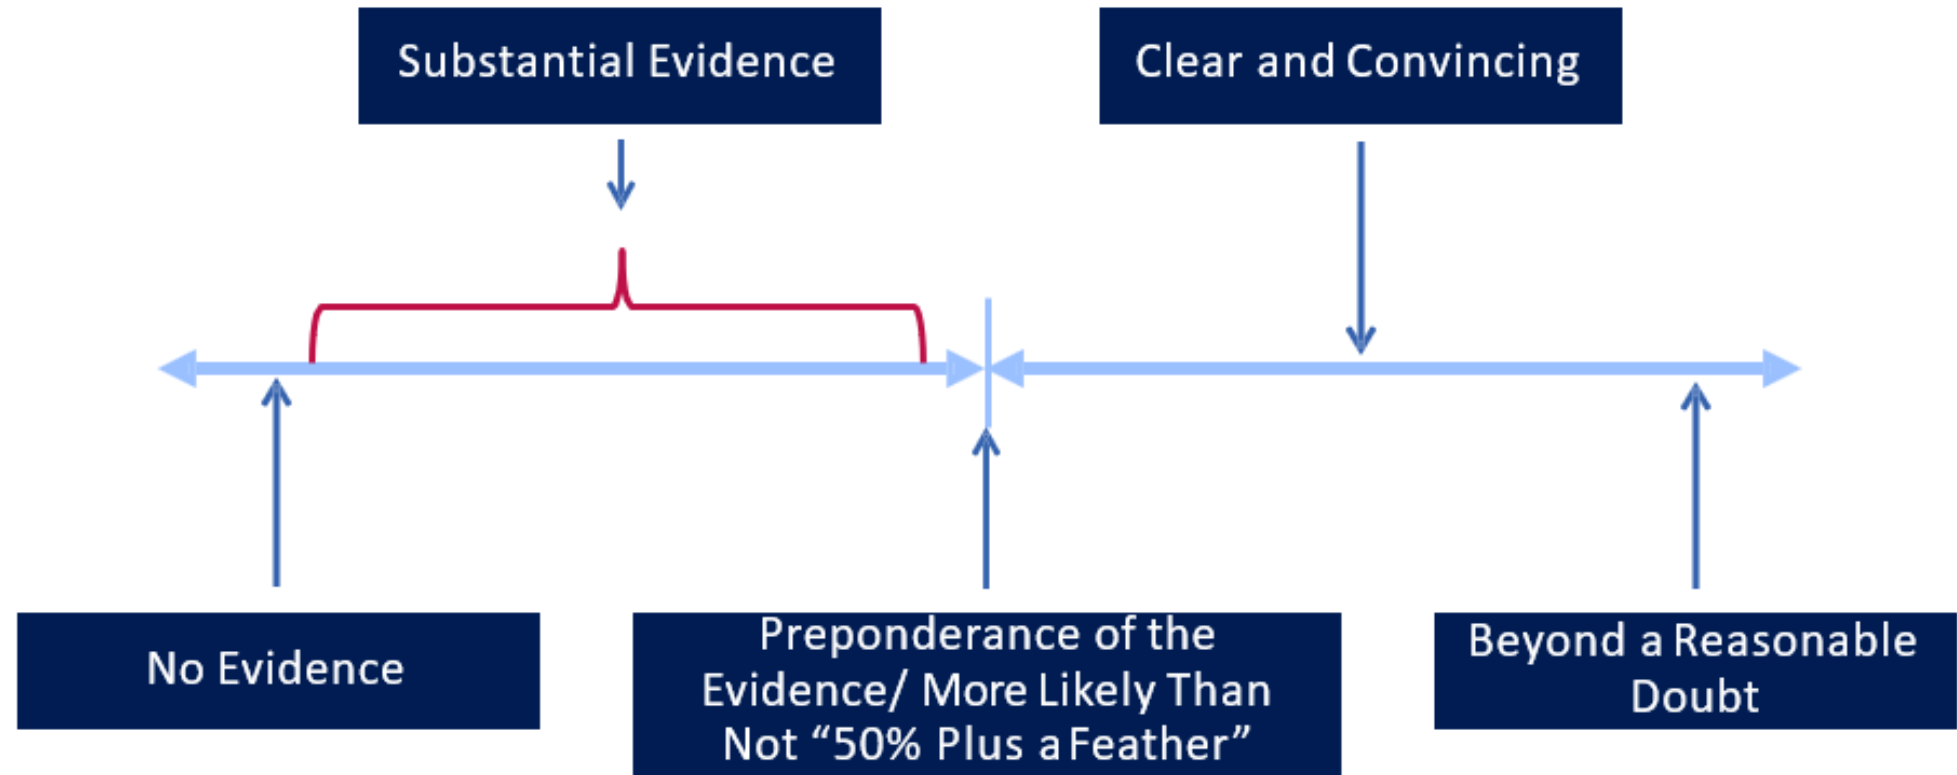 Substantial Evidence
Clear and Convincing
No Evidence
Preponderance of the
Evidence/ More Likely Than
Not “50% Plus a Feather”
Beyond a Reasonable
Doubt